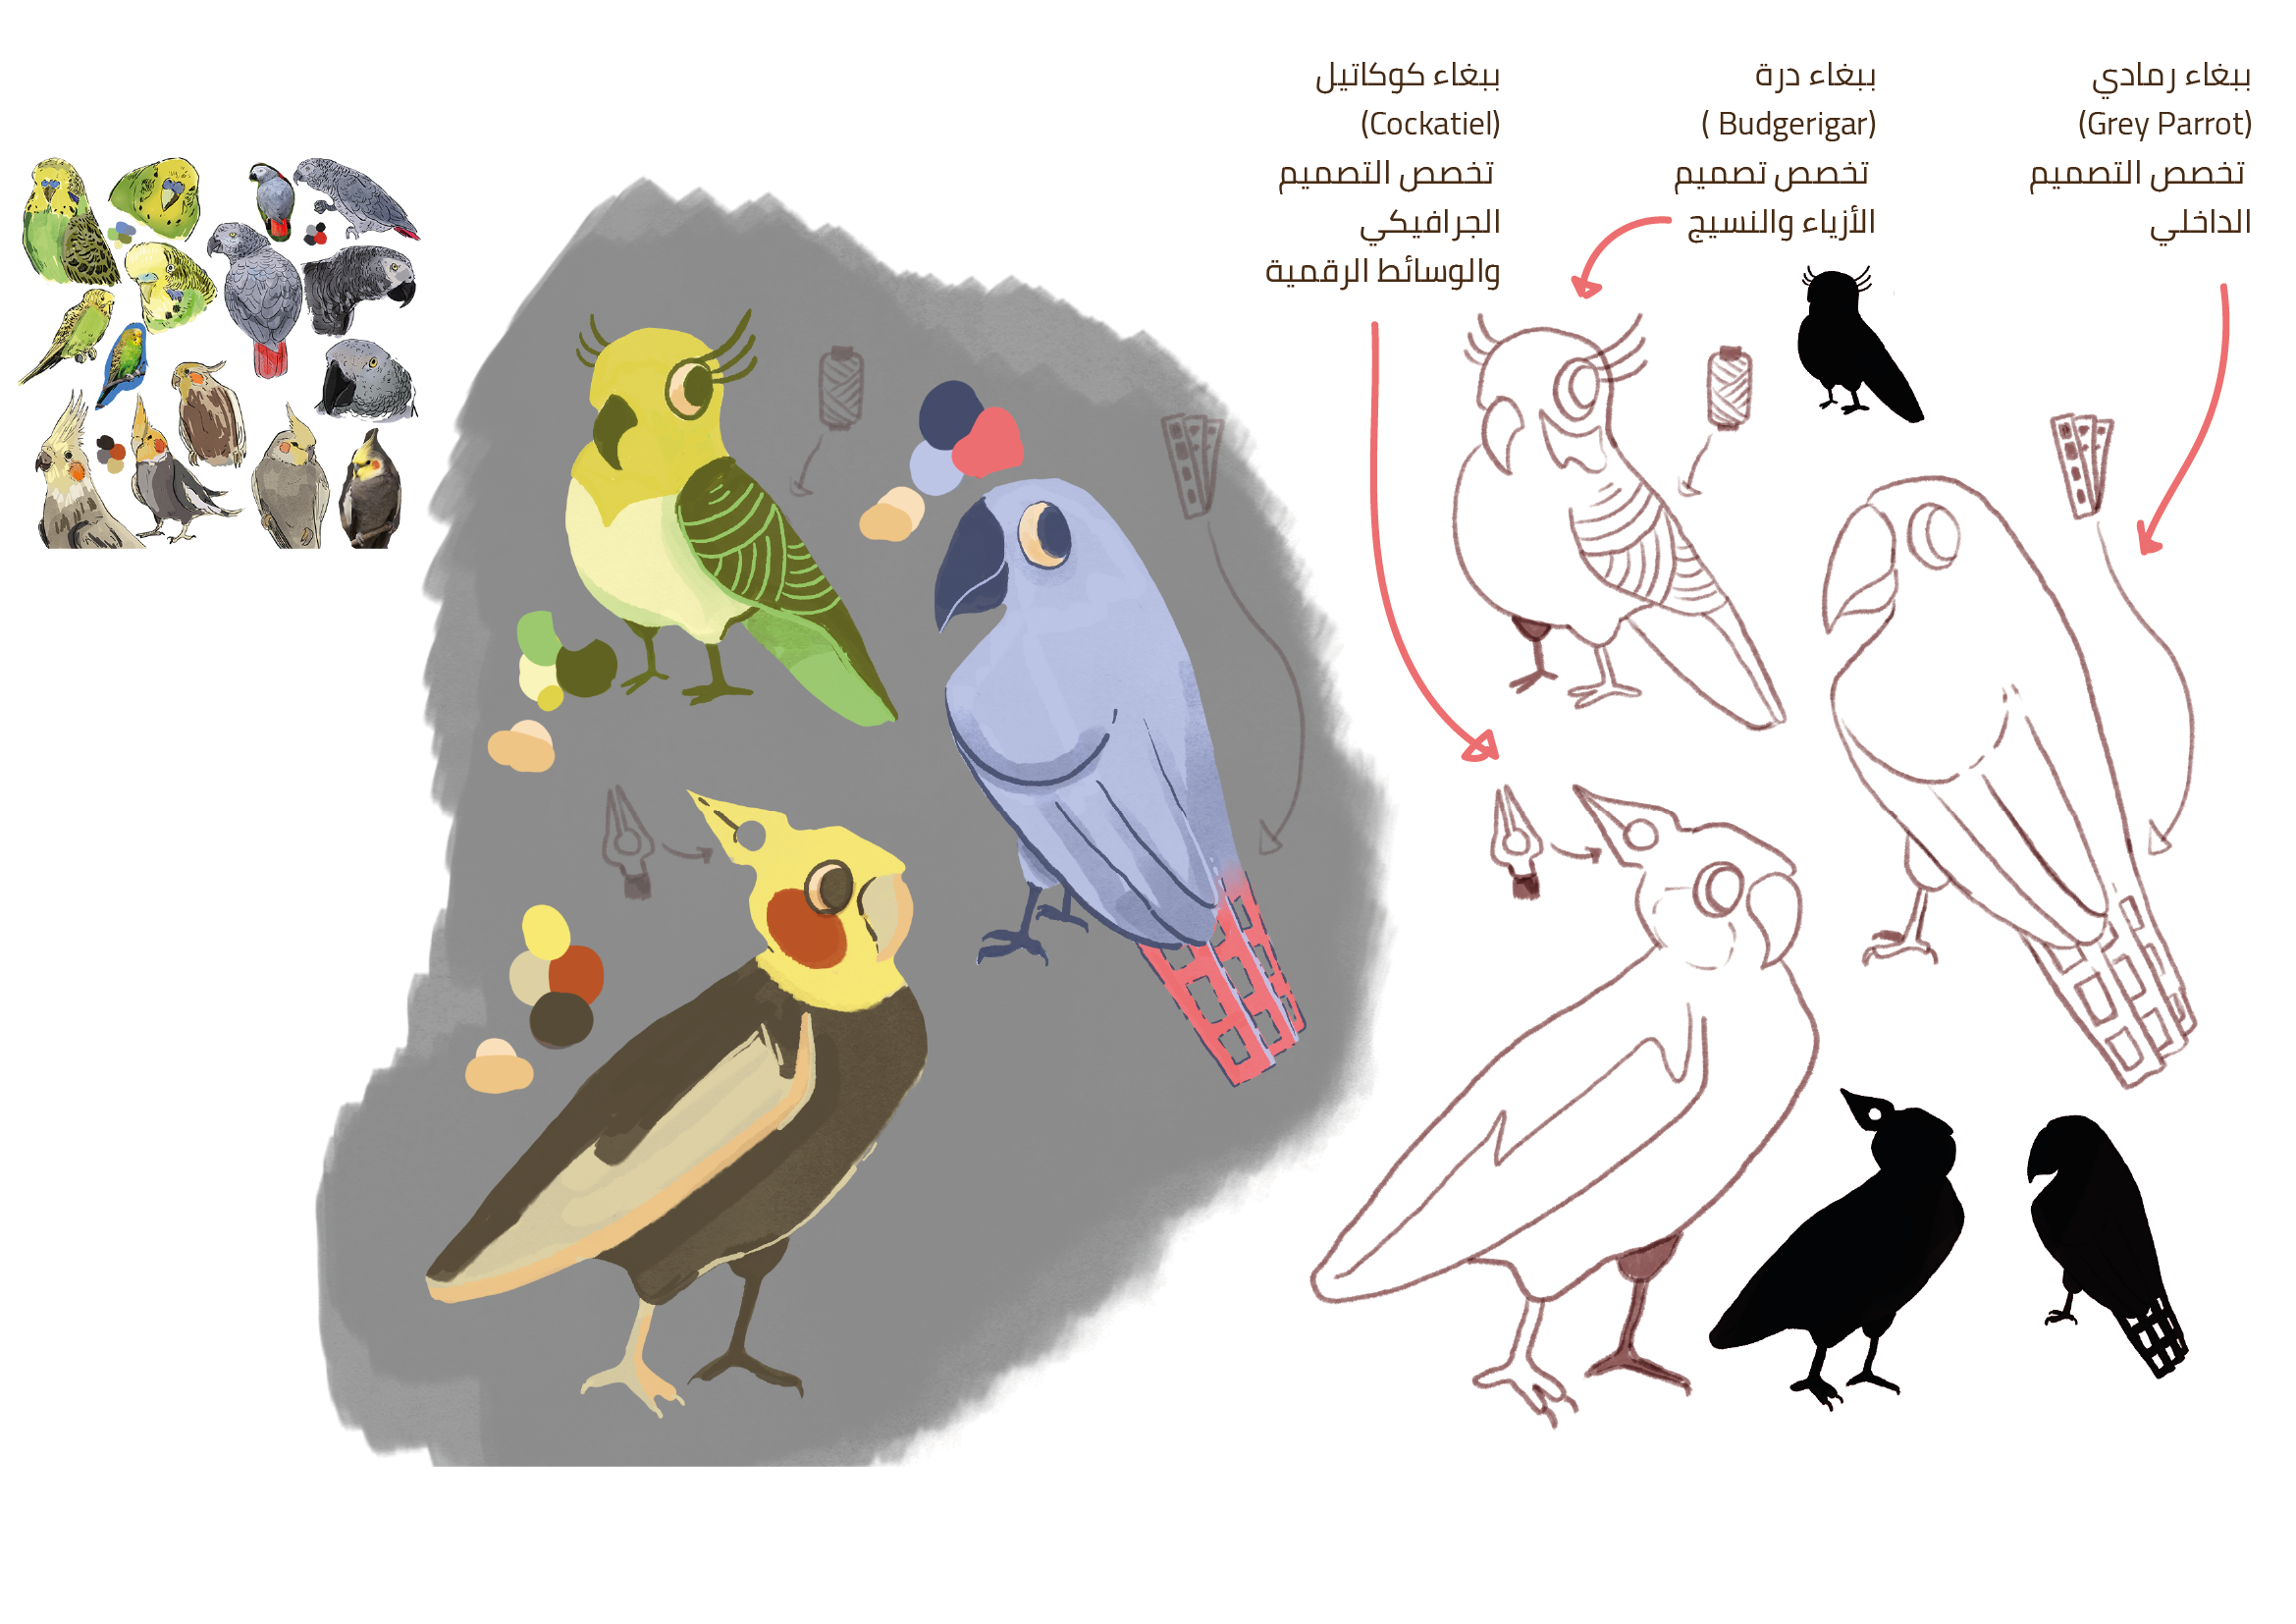 ببغاء رمادي
(Grey Parrot)
تخصص التصميم
الداخلي
ببغاء درة
( Budgerigar)
تخصص تصميم
الأزياء والنسيج
ببغاء كوكاتيل
(Cockatiel)
تخصص التصميم
الجرافيكي
والوسائط الرقمية